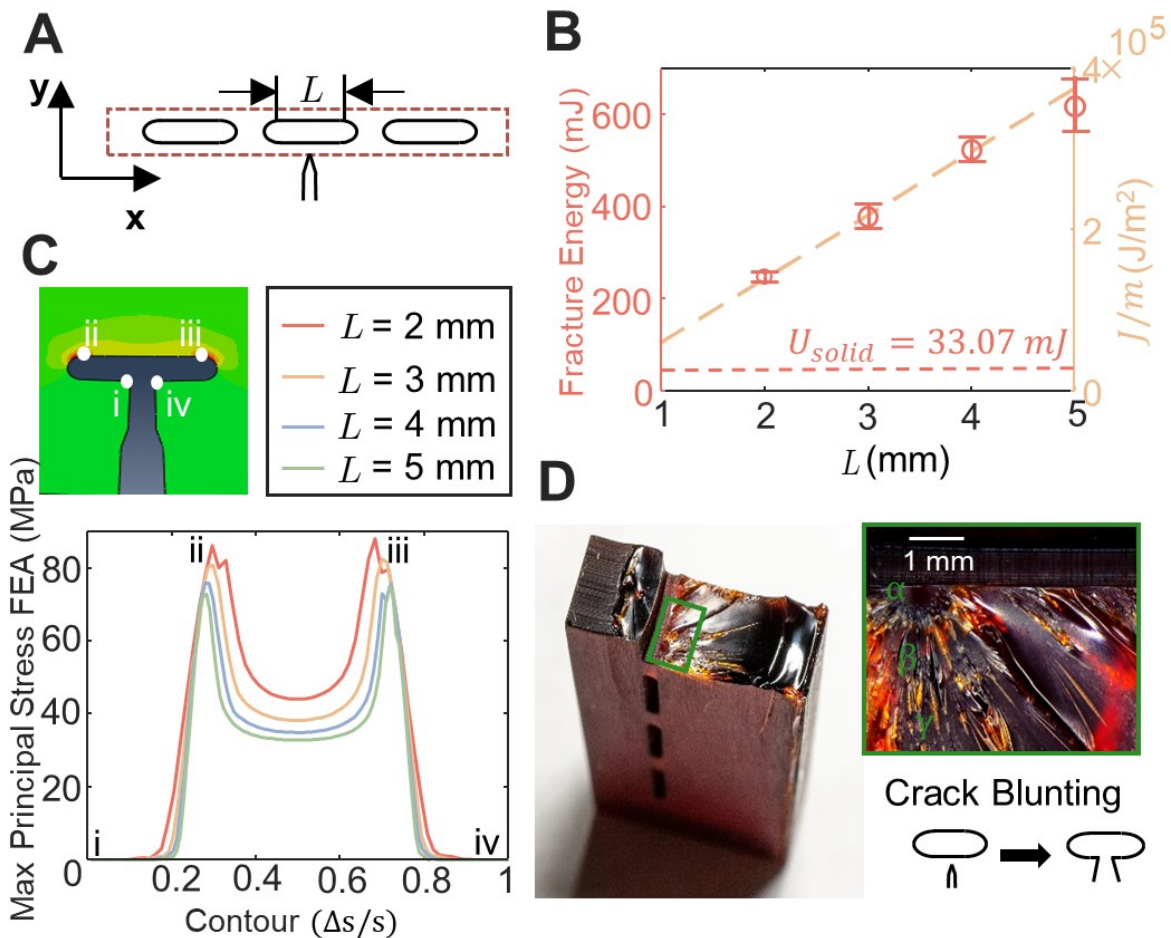 A
y
L
x
B
Fracture Energy (mJ)
600
400
200
0
4×10⁵
2
0
J/m (J/m²)
U_solid = 33.07 mJ
1 2 3 4 5
L (mm)
C
ii iii
i iv
L = 2 mm
L = 3 mm
L = 4 mm
L = 5 mm
Max Principal Stress FEA (MPa)
80
60
40
20
0
ii iii
i iv
0.2 0.4 0.6 0.8 1
Contour (Δs/s)
D
1 mm
α
β
γ
Crack Blunting